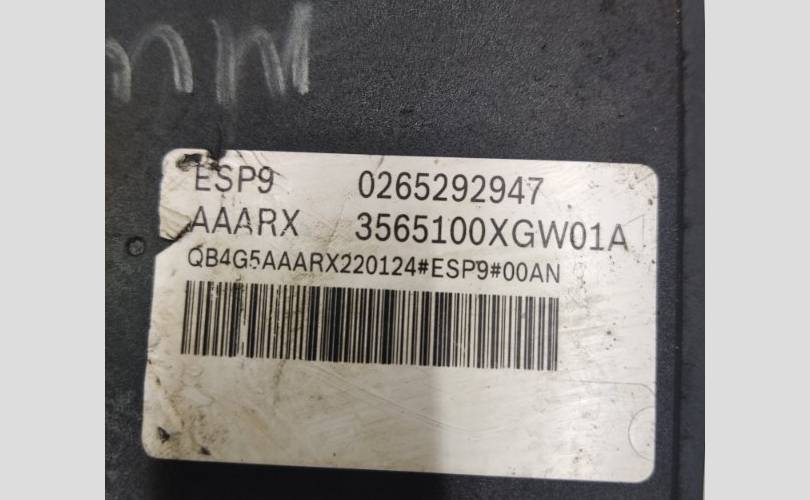 ESP9 0265292947
AAARX 3565100XGW01A
QB4G5AAARX220124#ESP9#00AN